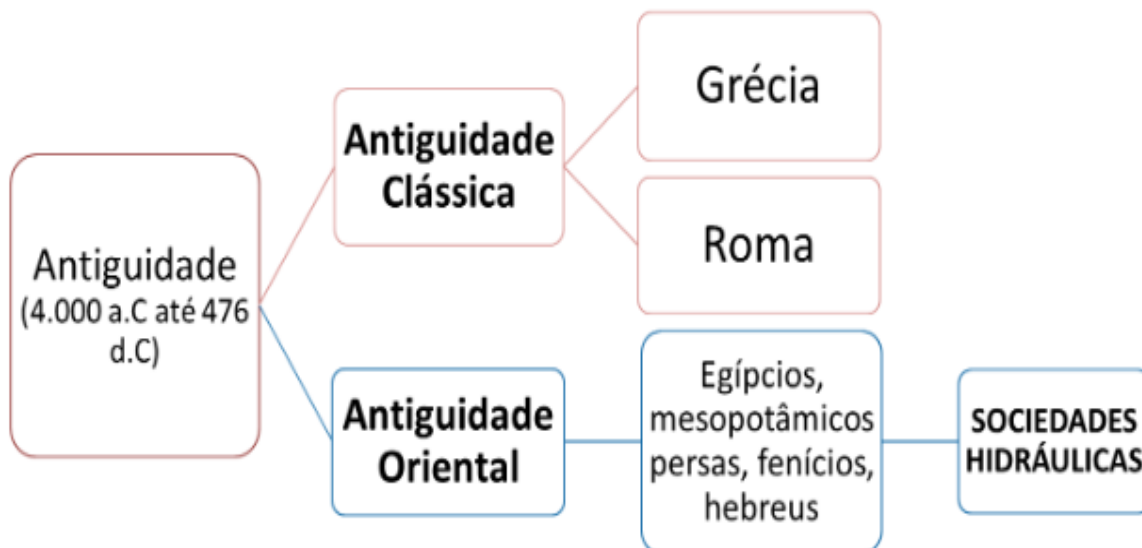 Antiguidade
(4.000 a.C até 476
d.C)
Antiguidade
Clássica
Grécia
Roma
Antiguidade
Oriental
Egípcios,
mesopotâmicos
persas, fenícios,
hebreus
SOCIEDADES
HIDRÁULICAS